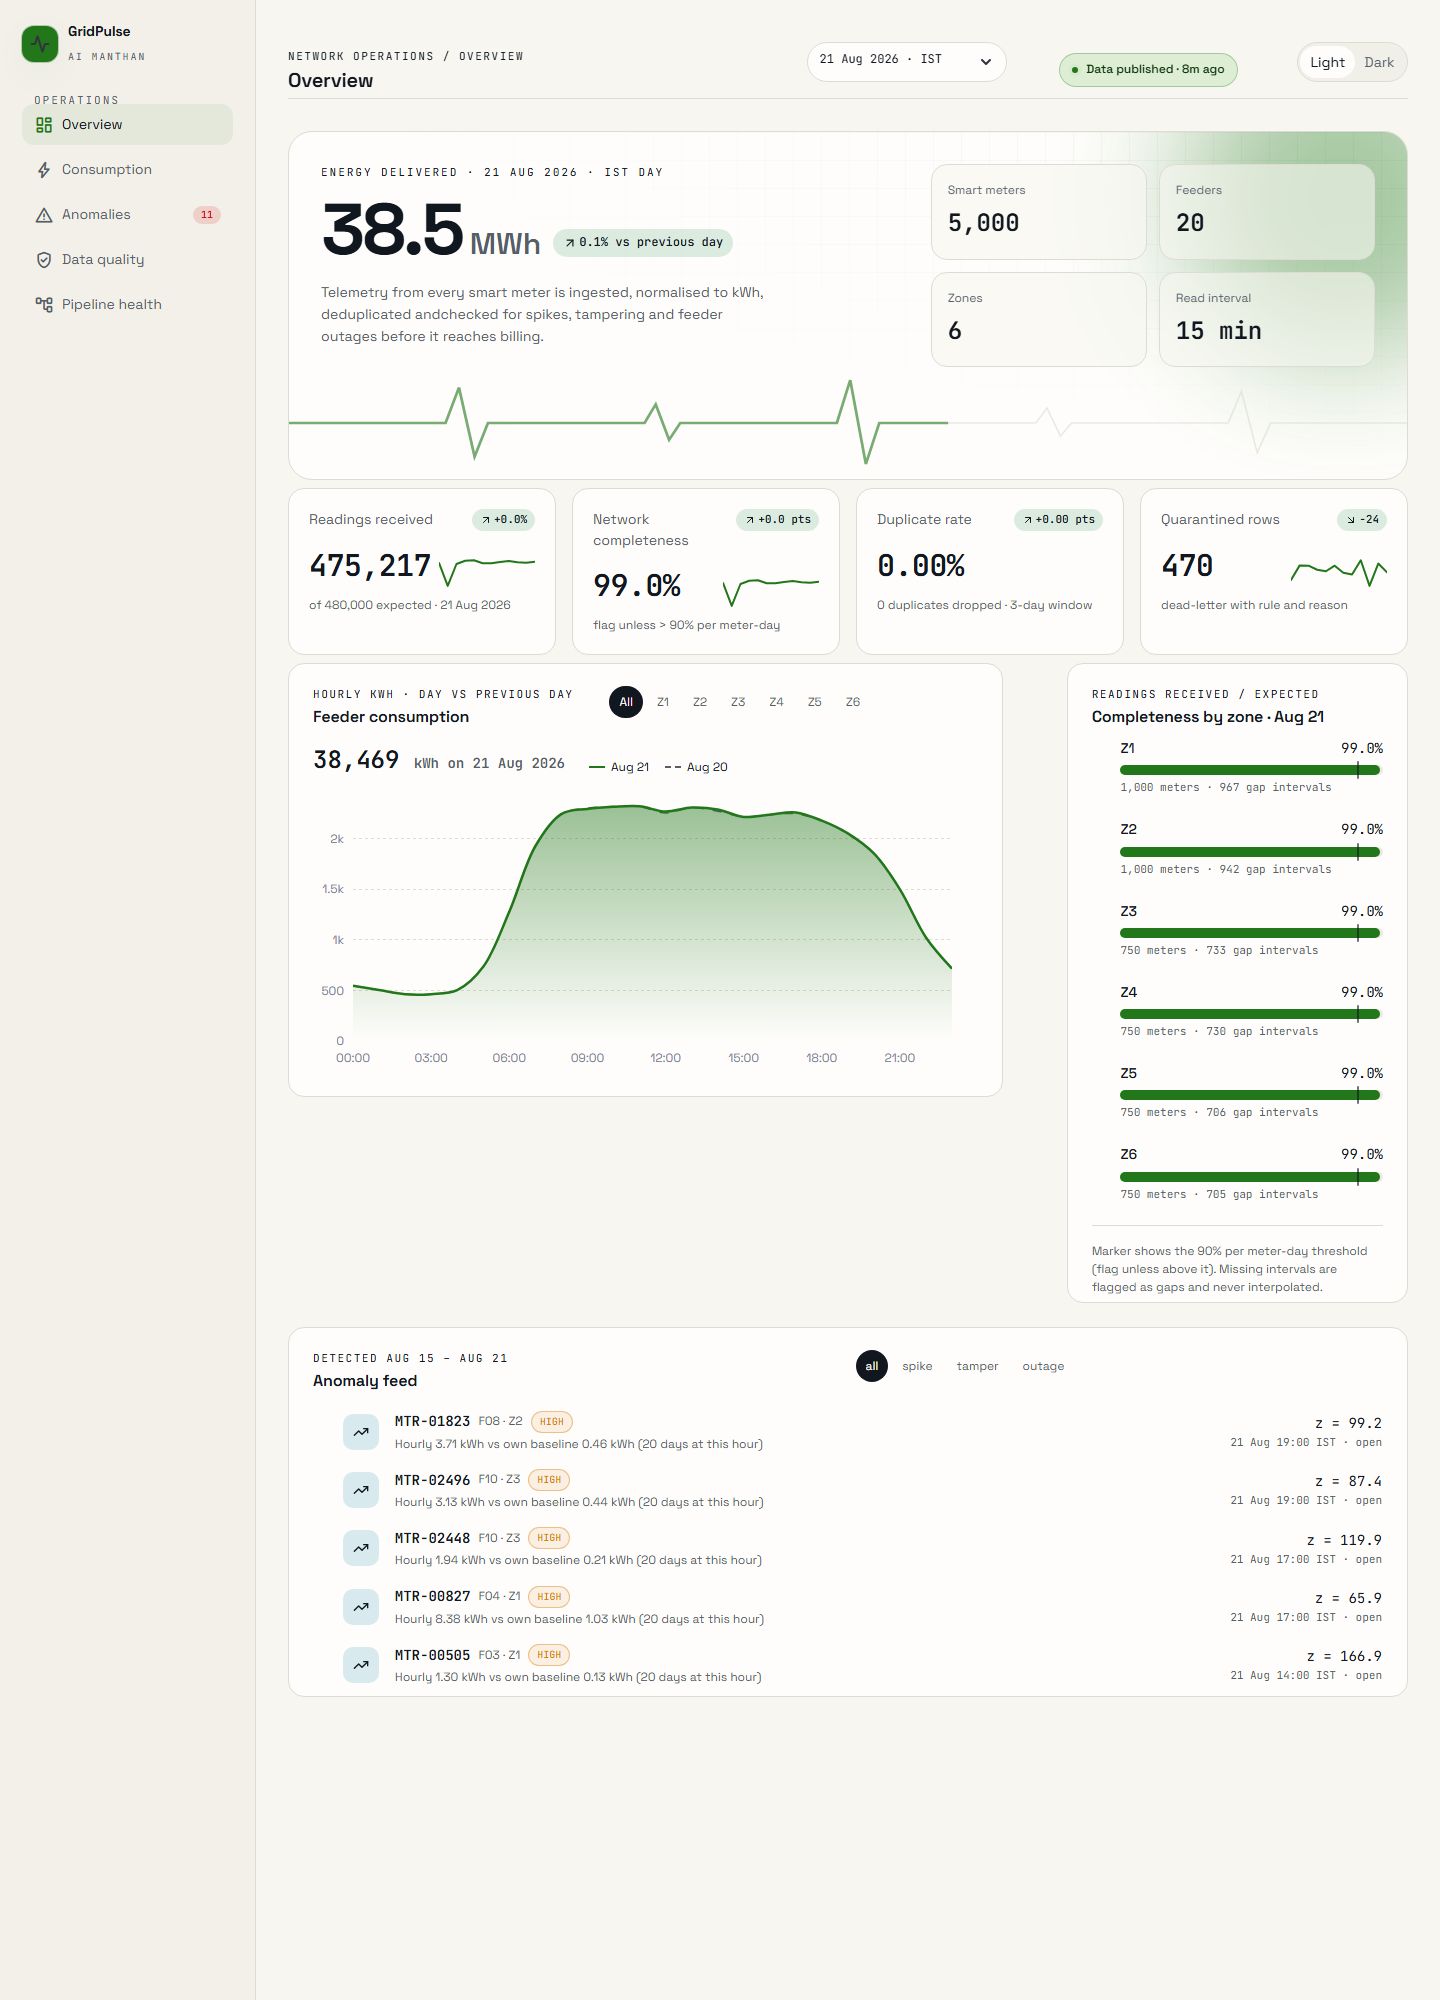 GridPulse
AI MANTHAN
OPERATIONS
Overview
Consumption
Anomalies
11
Data quality
Pipeline health
NETWORK OPERATIONS / OVERVIEW
Overview
21 Aug 2026 · IST
Data published · 8m ago
Light
Dark
ENERGY DELIVERED · 21 AUG 2026 · IST DAY
38.5 MWh
0.1% vs previous day
Telemetry from every smart meter is ingested, normalised to kWh,
deduplicated andchecked for spikes, tampering and feeder
outages before it reaches billing.
Smart meters
5,000
Feeders
20
Zones
6
Read interval
15 min
Readings received
+0.0%
475,217
of 480,000 expected · 21 Aug 2026
Network
completeness
+0.0 pts
99.0%
flag unless > 90% per meter-day
Duplicate rate
+0.00 pts
0.00%
0 duplicates dropped · 3-day window
Quarantined rows
-24
470
dead-letter with rule and reason
HOURLY KWH · DAY VS PREVIOUS DAY
Feeder consumption
All
Z1
Z2
Z3
Z4
Z5
Z6
38,469 kWh on 21 Aug 2026
Aug 21
Aug 20
2k
1.5k
1k
500
0
00:00
03:00
06:00
09:00
12:00
15:00
18:00
21:00
READINGS RECEIVED / EXPECTED
Completeness by zone · Aug 21
Z1 99.0%
1,000 meters · 967 gap intervals
Z2 99.0%
1,000 meters · 942 gap intervals
Z3 99.0%
750 meters · 733 gap intervals
Z4 99.0%
750 meters · 730 gap intervals
Z5 99.0%
750 meters · 706 gap intervals
Z6 99.0%
750 meters · 705 gap intervals
Marker shows the 90% per meter-day threshold
(flag unless above it). Missing intervals are
flagged as gaps and never interpolated.
DETECTED AUG 15 – AUG 21
Anomaly feed
all
spike
tamper
outage
MTR-01823 F08 · Z2 HIGH
Hourly 3.71 kWh vs own baseline 0.46 kWh (20 days at this hour)
z = 99.2
21 Aug 19:00 IST · open
MTR-02496 F10 · Z3 HIGH
Hourly 3.13 kWh vs own baseline 0.44 kWh (20 days at this hour)
z = 87.4
21 Aug 19:00 IST · open
MTR-02448 F10 · Z3 HIGH
Hourly 1.94 kWh vs own baseline 0.21 kWh (20 days at this hour)
z = 119.9
21 Aug 17:00 IST · open
MTR-00827 F04 · Z1 HIGH
Hourly 8.38 kWh vs own baseline 1.03 kWh (20 days at this hour)
z = 65.9
21 Aug 17:00 IST · open
MTR-00505 F03 · Z1 HIGH
Hourly 1.30 kWh vs own baseline 0.13 kWh (20 days at this hour)
z = 166.9
21 Aug 14:00 IST · open